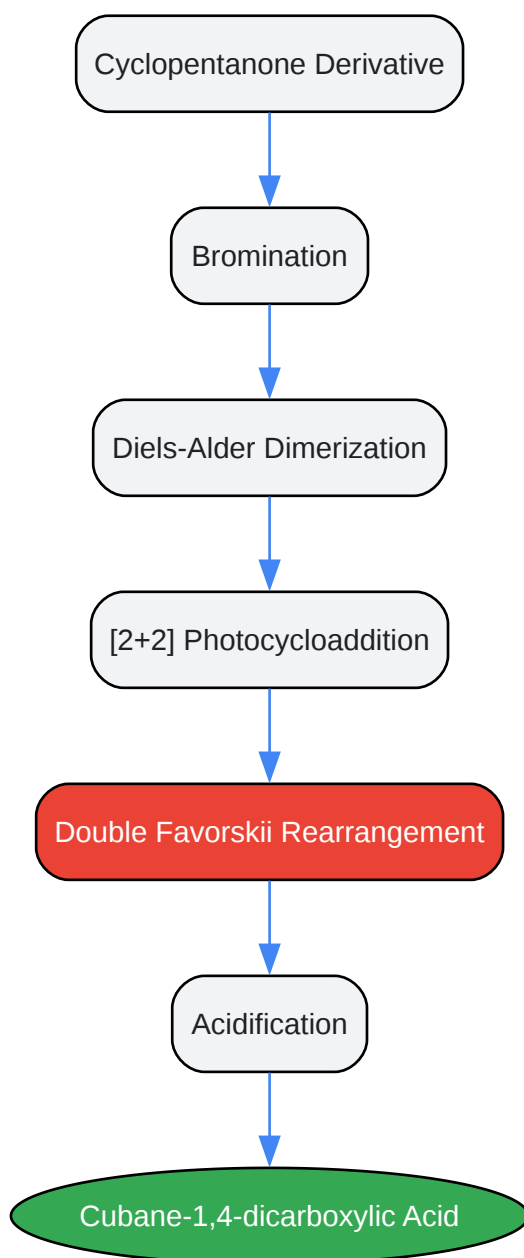 Cyclopentanone Derivative
Bromination
Diels-Alder Dimerization
[2+2] Photocycloaddition
Double Favorskii Rearrangement
Acidification
Cubane-1,4-dicarboxylic Acid